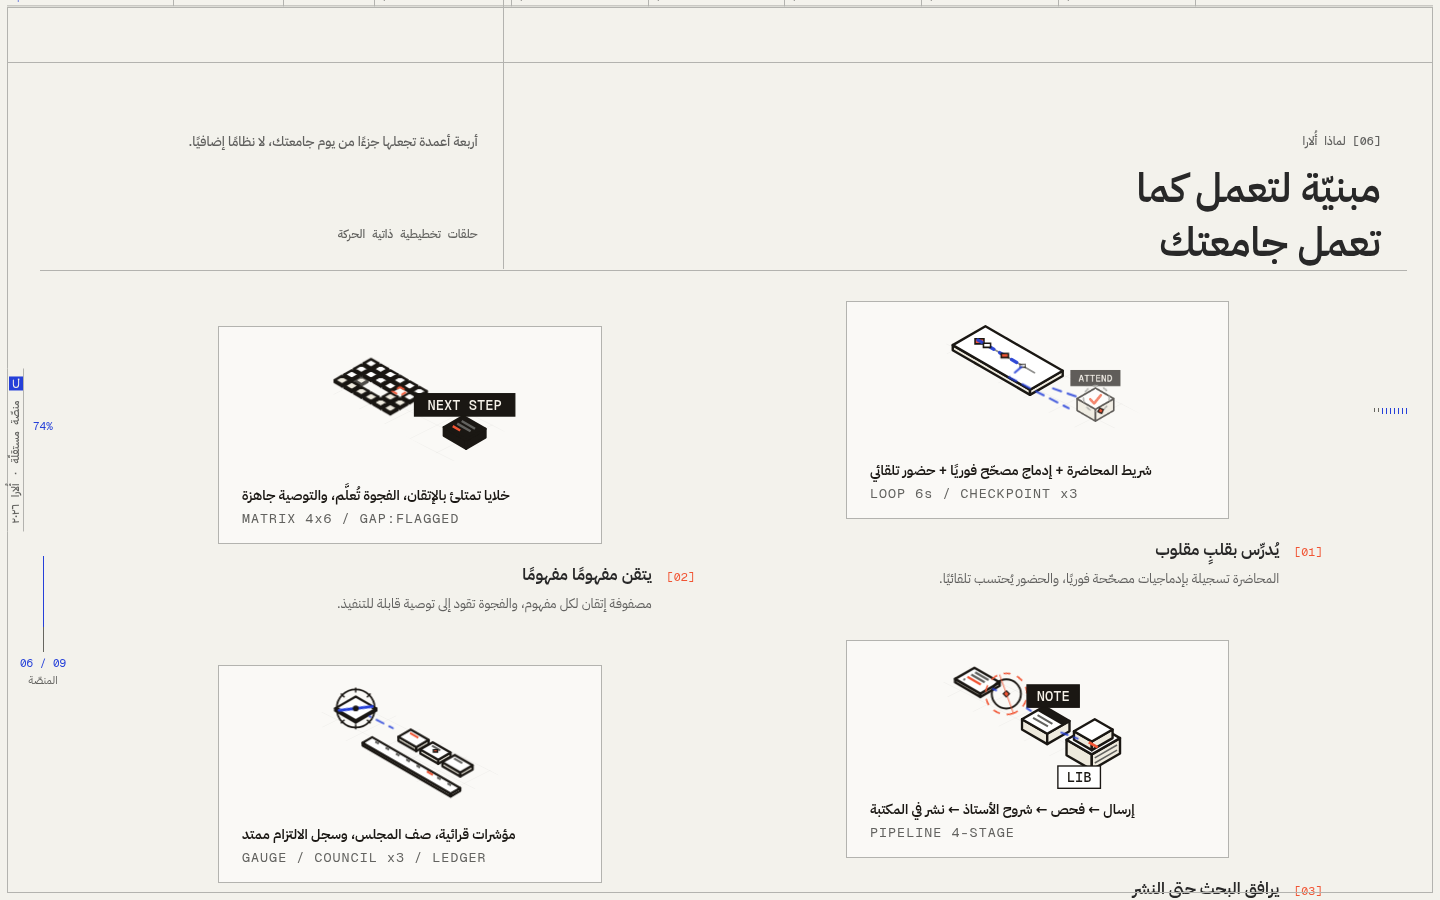 [06] لماذا أُلارا
مبنيّة لتعمل كما
تعمل جامعتك
أربعة أعمدة تجعلها جزءًا من يوم جامعتك، لا نظامًا إضافيًا.
حلقات تخطيطية ذاتية الحركة
ATTEND
شريط المحاضرة + إدماج مصحّح فوريًا + حضور تلقائي
LOOP 6s / CHECKPOINT x3
[01] يُدرِّس بقلبٍ مقلوب
المحاضرة تسجيلة بإدماجيات مصحّحة فوريًا، والحضور يُحتسب تلقائيًا.
NEXT STEP
خلايا تمتلئ بالإتقان، الفجوة تُعلَّم، والتوصية جاهزة
MATRIX 4x6 / GAP:FLAGGED
[02] يتقن مفهومًا مفهومًا
مصفوفة إتقان لكل مفهوم، والفجوة تقود إلى توصية قابلة للتنفيذ.
NOTE
LIB
إرسال ← فحص ← شروح الأستاذ ← نشر في المكتبة
PIPELINE 4-STAGE
[03] يرافق البحث حتى النشر
مؤشرات قرائية، صف المجلس، وسجل الالتزام ممتد
GAUGE / COUNCIL x3 / LEDGER
منصّة مستقلّة · أُلارا ٢٠٢٦
74%
06 / 09
المنصّة